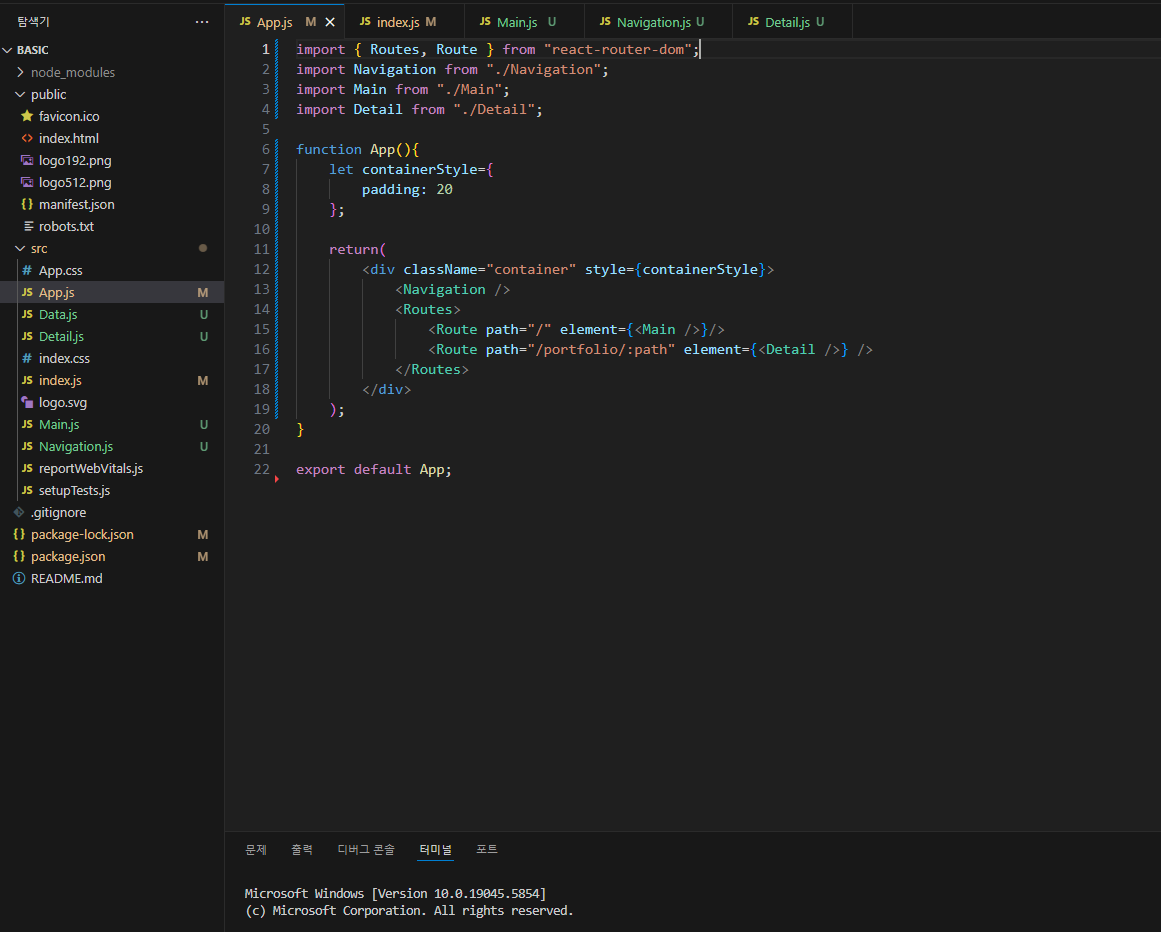 탐색기 ...
BASIC
node_modules
public
favicon.ico
<> index.html
logo192.png
logo512.png
{} manifest.json
robots.txt
src
# App.css
JS App.js M
JS Data.js U
JS Detail.js U
# index.css
JS index.js M
logo.svg
JS Main.js U
JS Navigation.js U
JS reportWebVitals.js
JS setupTests.js
.gitignore
{} package-lock.json M
{} package.json M
README.md
JS App.js M JS index.js M JS Main.js U JS Navigation.js U JS Detail.js U
1 import { Routes, Route } from "react-router-dom";
2 import Navigation from "./Navigation";
3 import Main from "./Main";
4 import Detail from "./Detail";
5
6 function App(){
7 let containerStyle={
8 padding: 20
9 };
10
11 return(
12 <div className="container" style={containerStyle}>
13 <Navigation />
14 <Routes>
15 <Route path="/" element={<Main />}/>
16 <Route path="/portfolio/:path" element={<Detail />} />
17 </Routes>
18 </div>
19 );
20 }
21
22 export default App;
문제 출력 디버그 콘솔 터미널 포트
Microsoft Windows [Version 10.0.19045.5854]
(c) Microsoft Corporation. All rights reserved.